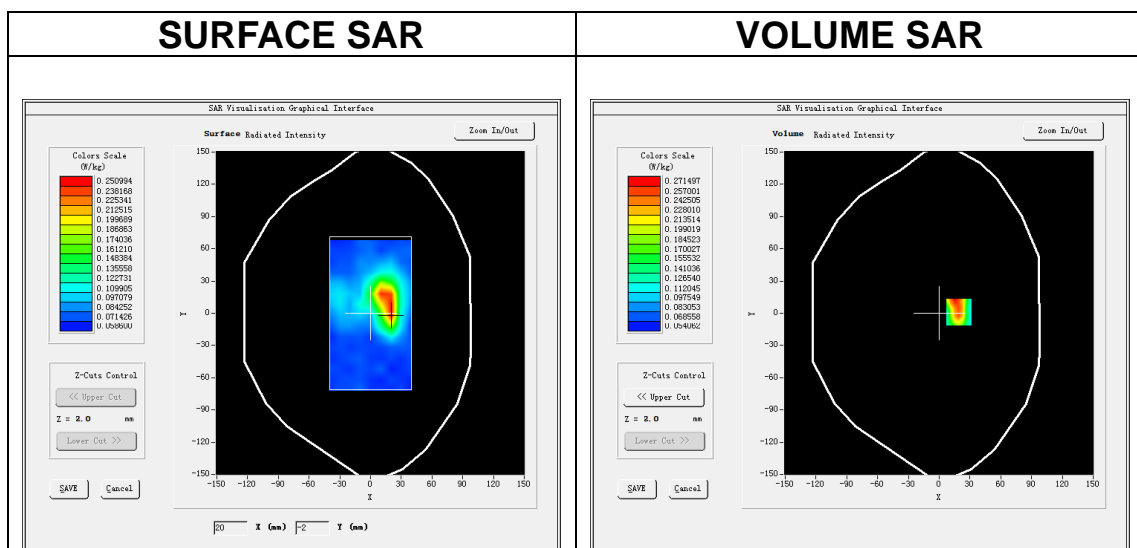 SURFACE SAR
SAR Visualisation Graphical Interface
Surface Radiated Intensity
Zoom In/Out
Colors Scale
(W/kg)
0.250994
0.238168
0.225341
0.212515
0.199689
0.186863
0.174036
0.161210
0.148384
0.135558
0.122731
0.109905
0.097079
0.084252
0.071426
0.058600
Z-Cuts Control
<< Upper Cut
Z = 2.0 mm
Lower Cut >>
SAVE Cancel
150
120
90
60
30
0
-30
-60
-90
-120
-150
Y
-150 -120 -90 -60 -30 0 30 60 90 120 150
X
20 X (mm) -2 Y (mm)
VOLUME SAR
SAR Visualisation Graphical Interface
Volume Radiated Intensity
Zoom In/Out
Colors Scale
(W/kg)
0.271497
0.257001
0.242505
0.228010
0.213514
0.199019
0.184523
0.170027
0.155532
0.141036
0.126540
0.112045
0.097549
0.083053
0.068558
0.054062
Z-Cuts Control
<< Upper Cut
Z = 2.0 mm
Lower Cut >>
SAVE Cancel
150
120
90
60
30
0
-30
-60
-90
-120
-150
Y
-150 -120 -90 -60 -30 0 30 60 90 120 150
X